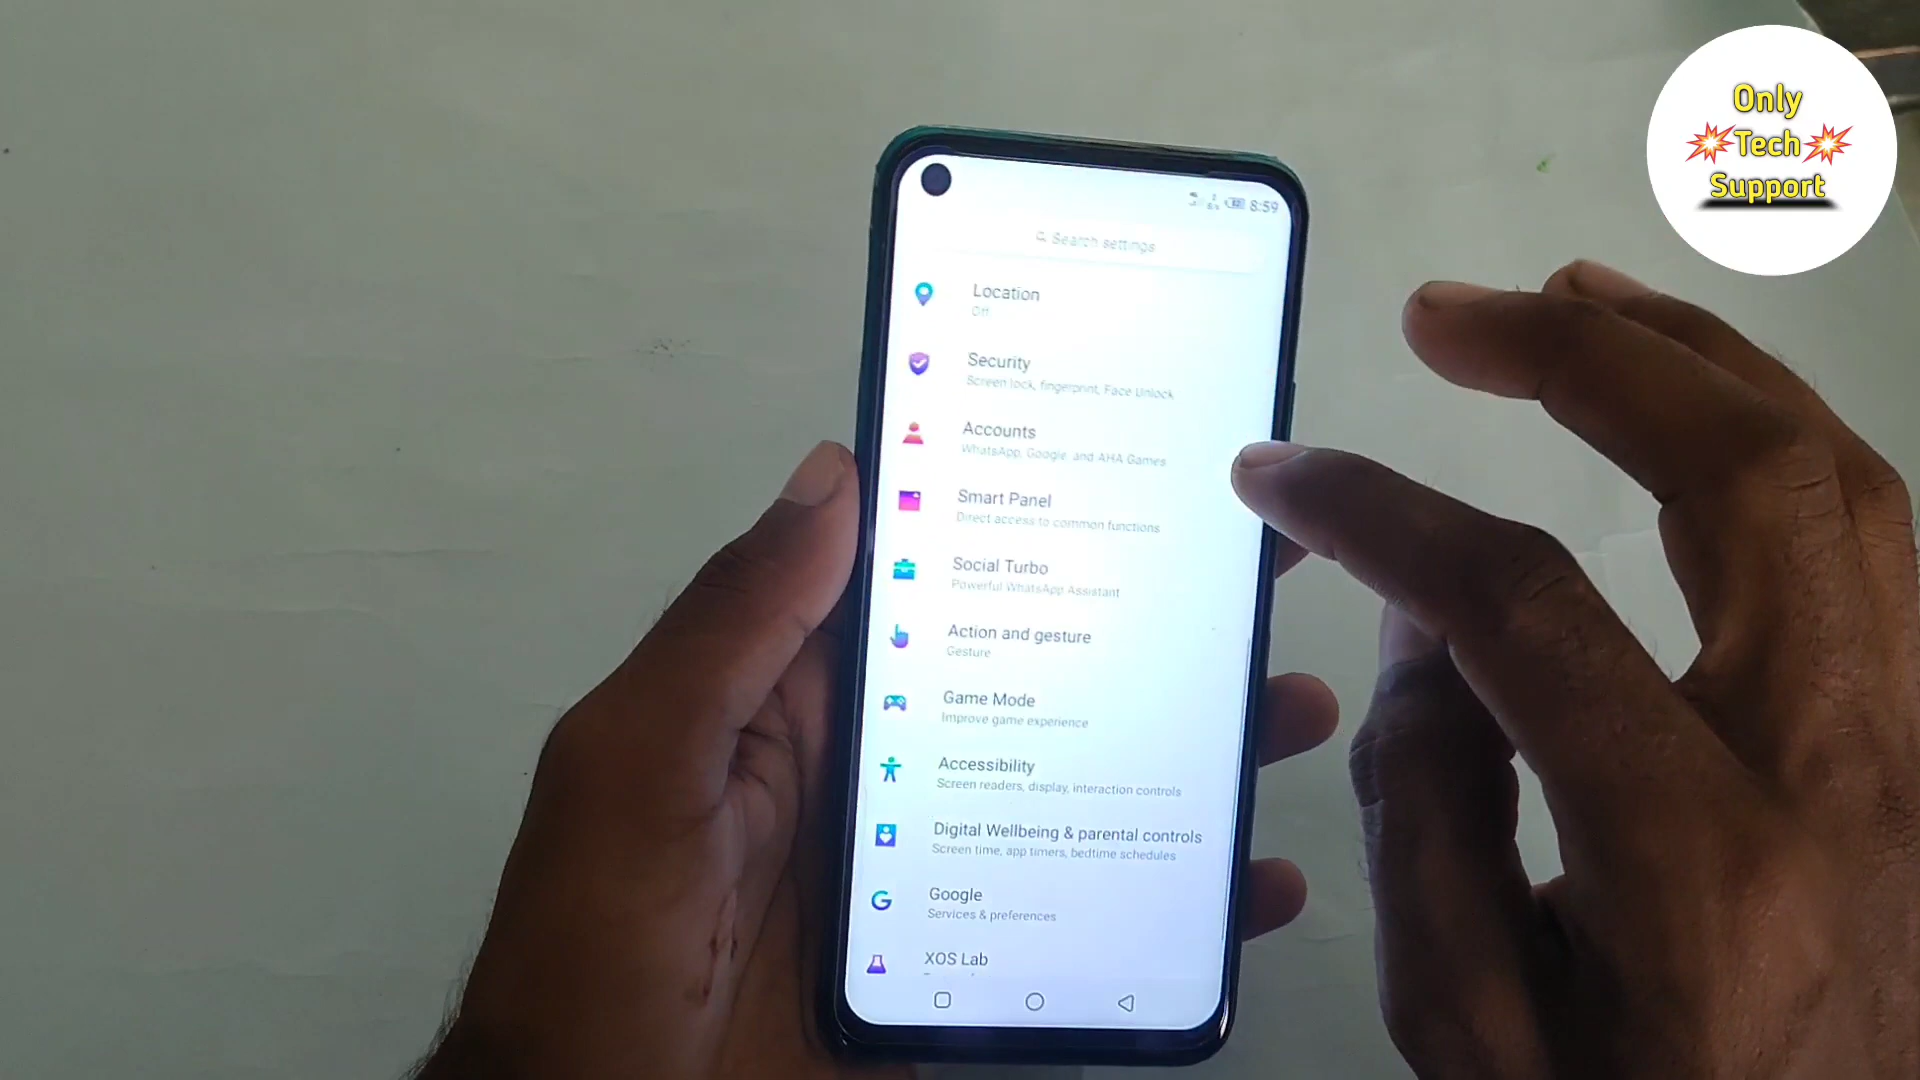 Only
Tech
Support
8:59
Search settings
Location
Off
Security
Screen lock, fingerprint, Face Unlock
Accounts
WhatsApp, Google, and AHA Games
Smart Panel
Direct access to common functions
Social Turbo
Powerful WhatsApp Assistant
Action and gesture
Gesture
Game Mode
Improve game experience
Accessibility
Screen readers, display, interaction controls
Digital Wellbeing & parental controls
Screen time, app timers, bedtime schedules
Google
Services & preferences
XOS Lab